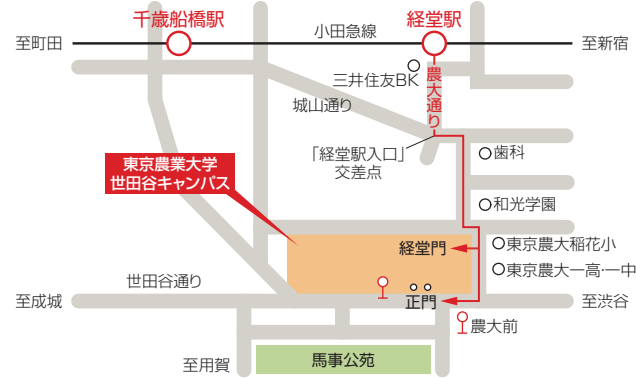 千歳船橋駅
経堂駅
小田急線
至町田
至新宿
三井住友BK
農大通り
城山通り
「経堂駅入口」
交差点
歯科
東京農業大学
世田谷キャンパス
和光学園
経堂門
東京農大稲花小
東京農大一高・一中
世田谷通り
至成城
正門
至渋谷
農大前
至用賀
馬事公苑